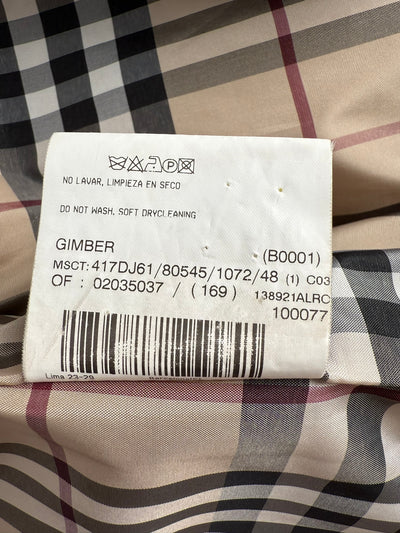 NO LAVAR, LIMPIEZA EN SECO
DO NOT WASH, SOFT DRYCLEANING
GIMBER (B0001)
MSCT: 417DJ61/80545/1072/48 (1) C03
OF : 02035037 / (169) 138921ALRC
100077
Lima 23-29